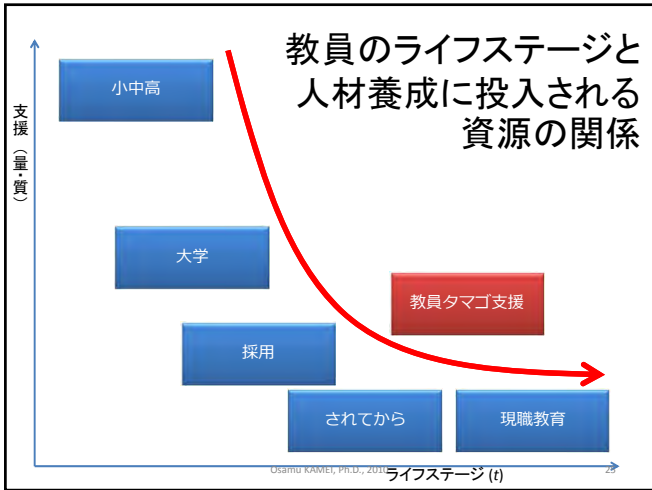 教員のライフステージと
人材養成に投入される
資源の関係
支援（量・質）
小中高
大学
教員タマゴ支援
採用
されてから
現職教育
Osamu KAMEI, Ph.D., 2010
ライフステージ (t)